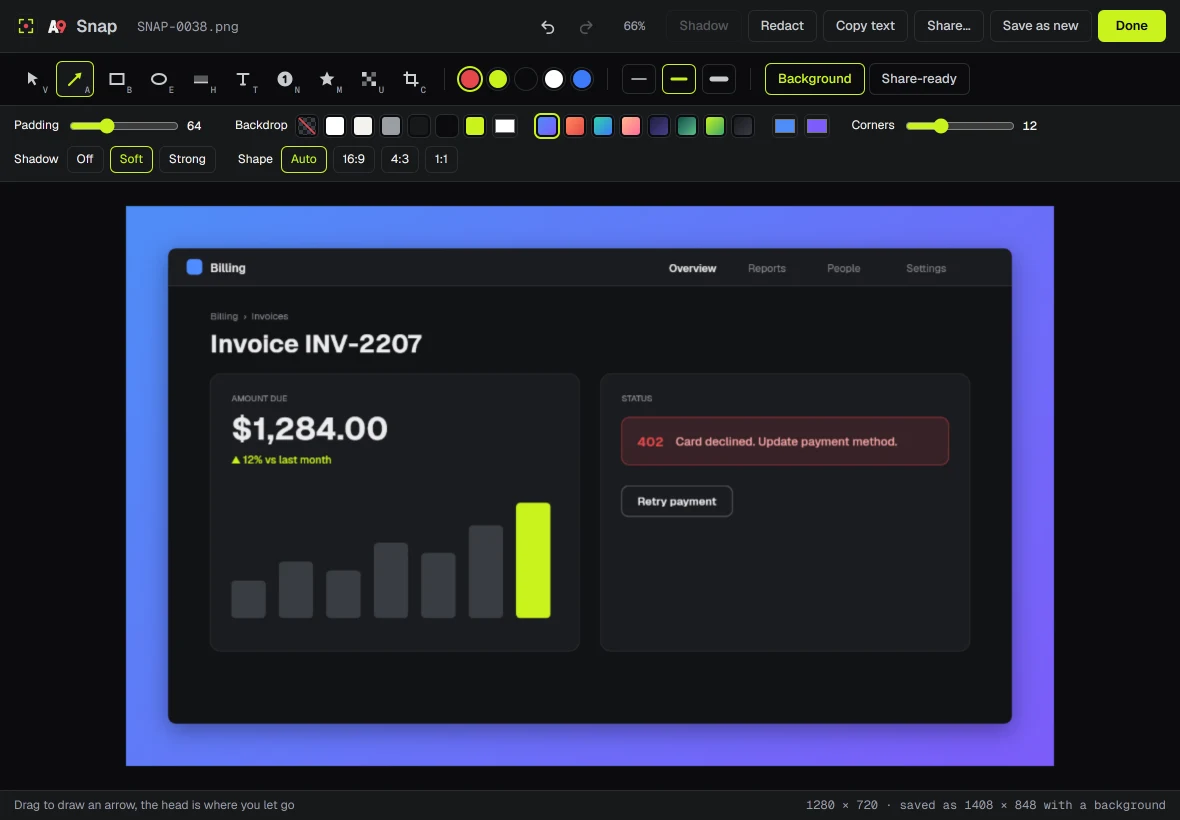 A9 Snap SNAP-0038.png 66% Shadow Redact Copy text Share… Save as new Done
V A B E H T T 1 N M U C Background Share-ready
Padding 64 Backdrop Corners 12
Shadow Off Soft Strong Shape Auto 16:9 4:3 1:1
Billing Overview Reports People Settings
Billing › Invoices
Invoice INV-2207
AMOUNT DUE
$1,284.00
▲ 12% vs last month
STATUS
402 Card declined. Update payment method.
Retry payment
Drag to draw an arrow, the head is where you let go 1280 × 720 · saved as 1408 × 848 with a background